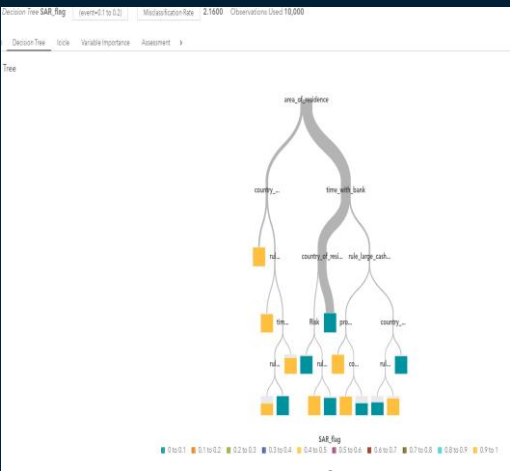 Decision Tree SAR_flag (event=0.1 to 0.2) Misclassification Rate 2.1600 Observations Used 10,000
Decision Tree Icicle Variable Importance Assessment
Tree
area_of_residence
country_... time_with_bank
rul... country_of_resi... rule_large_cash...
tim... Risk pro... country_...
rul... rul... co... rul...
SAR_flag
0 to 0.1 0.1 to 0.2 0.2 to 0.3 0.3 to 0.4 0.4 to 0.5 0.5 to 0.6 0.6 to 0.7 0.7 to 0.8 0.8 to 0.9 0.9 to 1